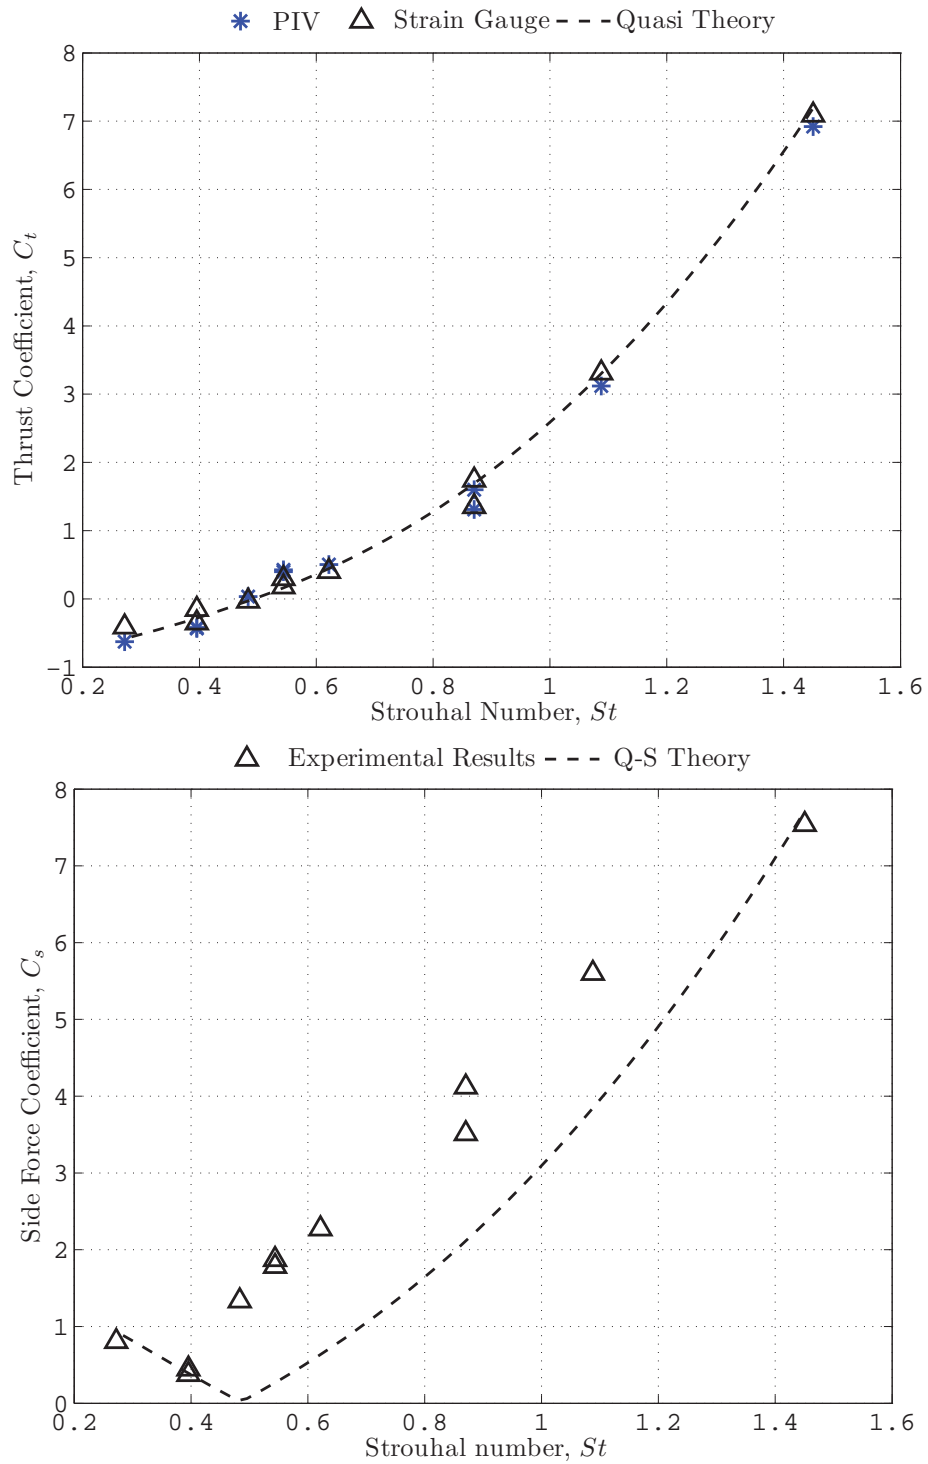 PIV Strain Gauge Quasi Theory
8
7
6
5
4
3
2
1
0
−1
Thrust Coefficient, Ct
0.2 0.4 0.6 0.8 1 1.2 1.4 1.6
Strouhal Number, St
Experimental Results Q-S Theory
8
7
6
5
4
3
2
1
0
Side Force Coefficient, Cs
0.2 0.4 0.6 0.8 1 1.2 1.4 1.6
Strouhal number, St